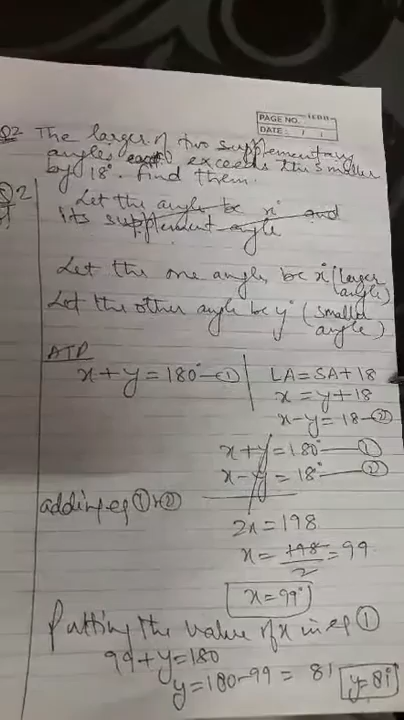 PAGE NO.
DATE: / /
Q2 The larger of two supplementary
angles exceeds the smaller
by 18°. find them.
2 Let the angle be x° and
its supplement angle
Let the one angle be x° (larger
angle)
Let the other angle be y° (smaller
angle)
ATP
x+y=180° — ①
LA=SA+18
x=y+18
x-y=18 — ②
x+y=180° — ①
x-y=18° — ②
adding eq ① & ②
2x=198
x=198/2=99
x=99°
Putting the value of x in eq ①
99+y=180
y=180-99=81
y=81°